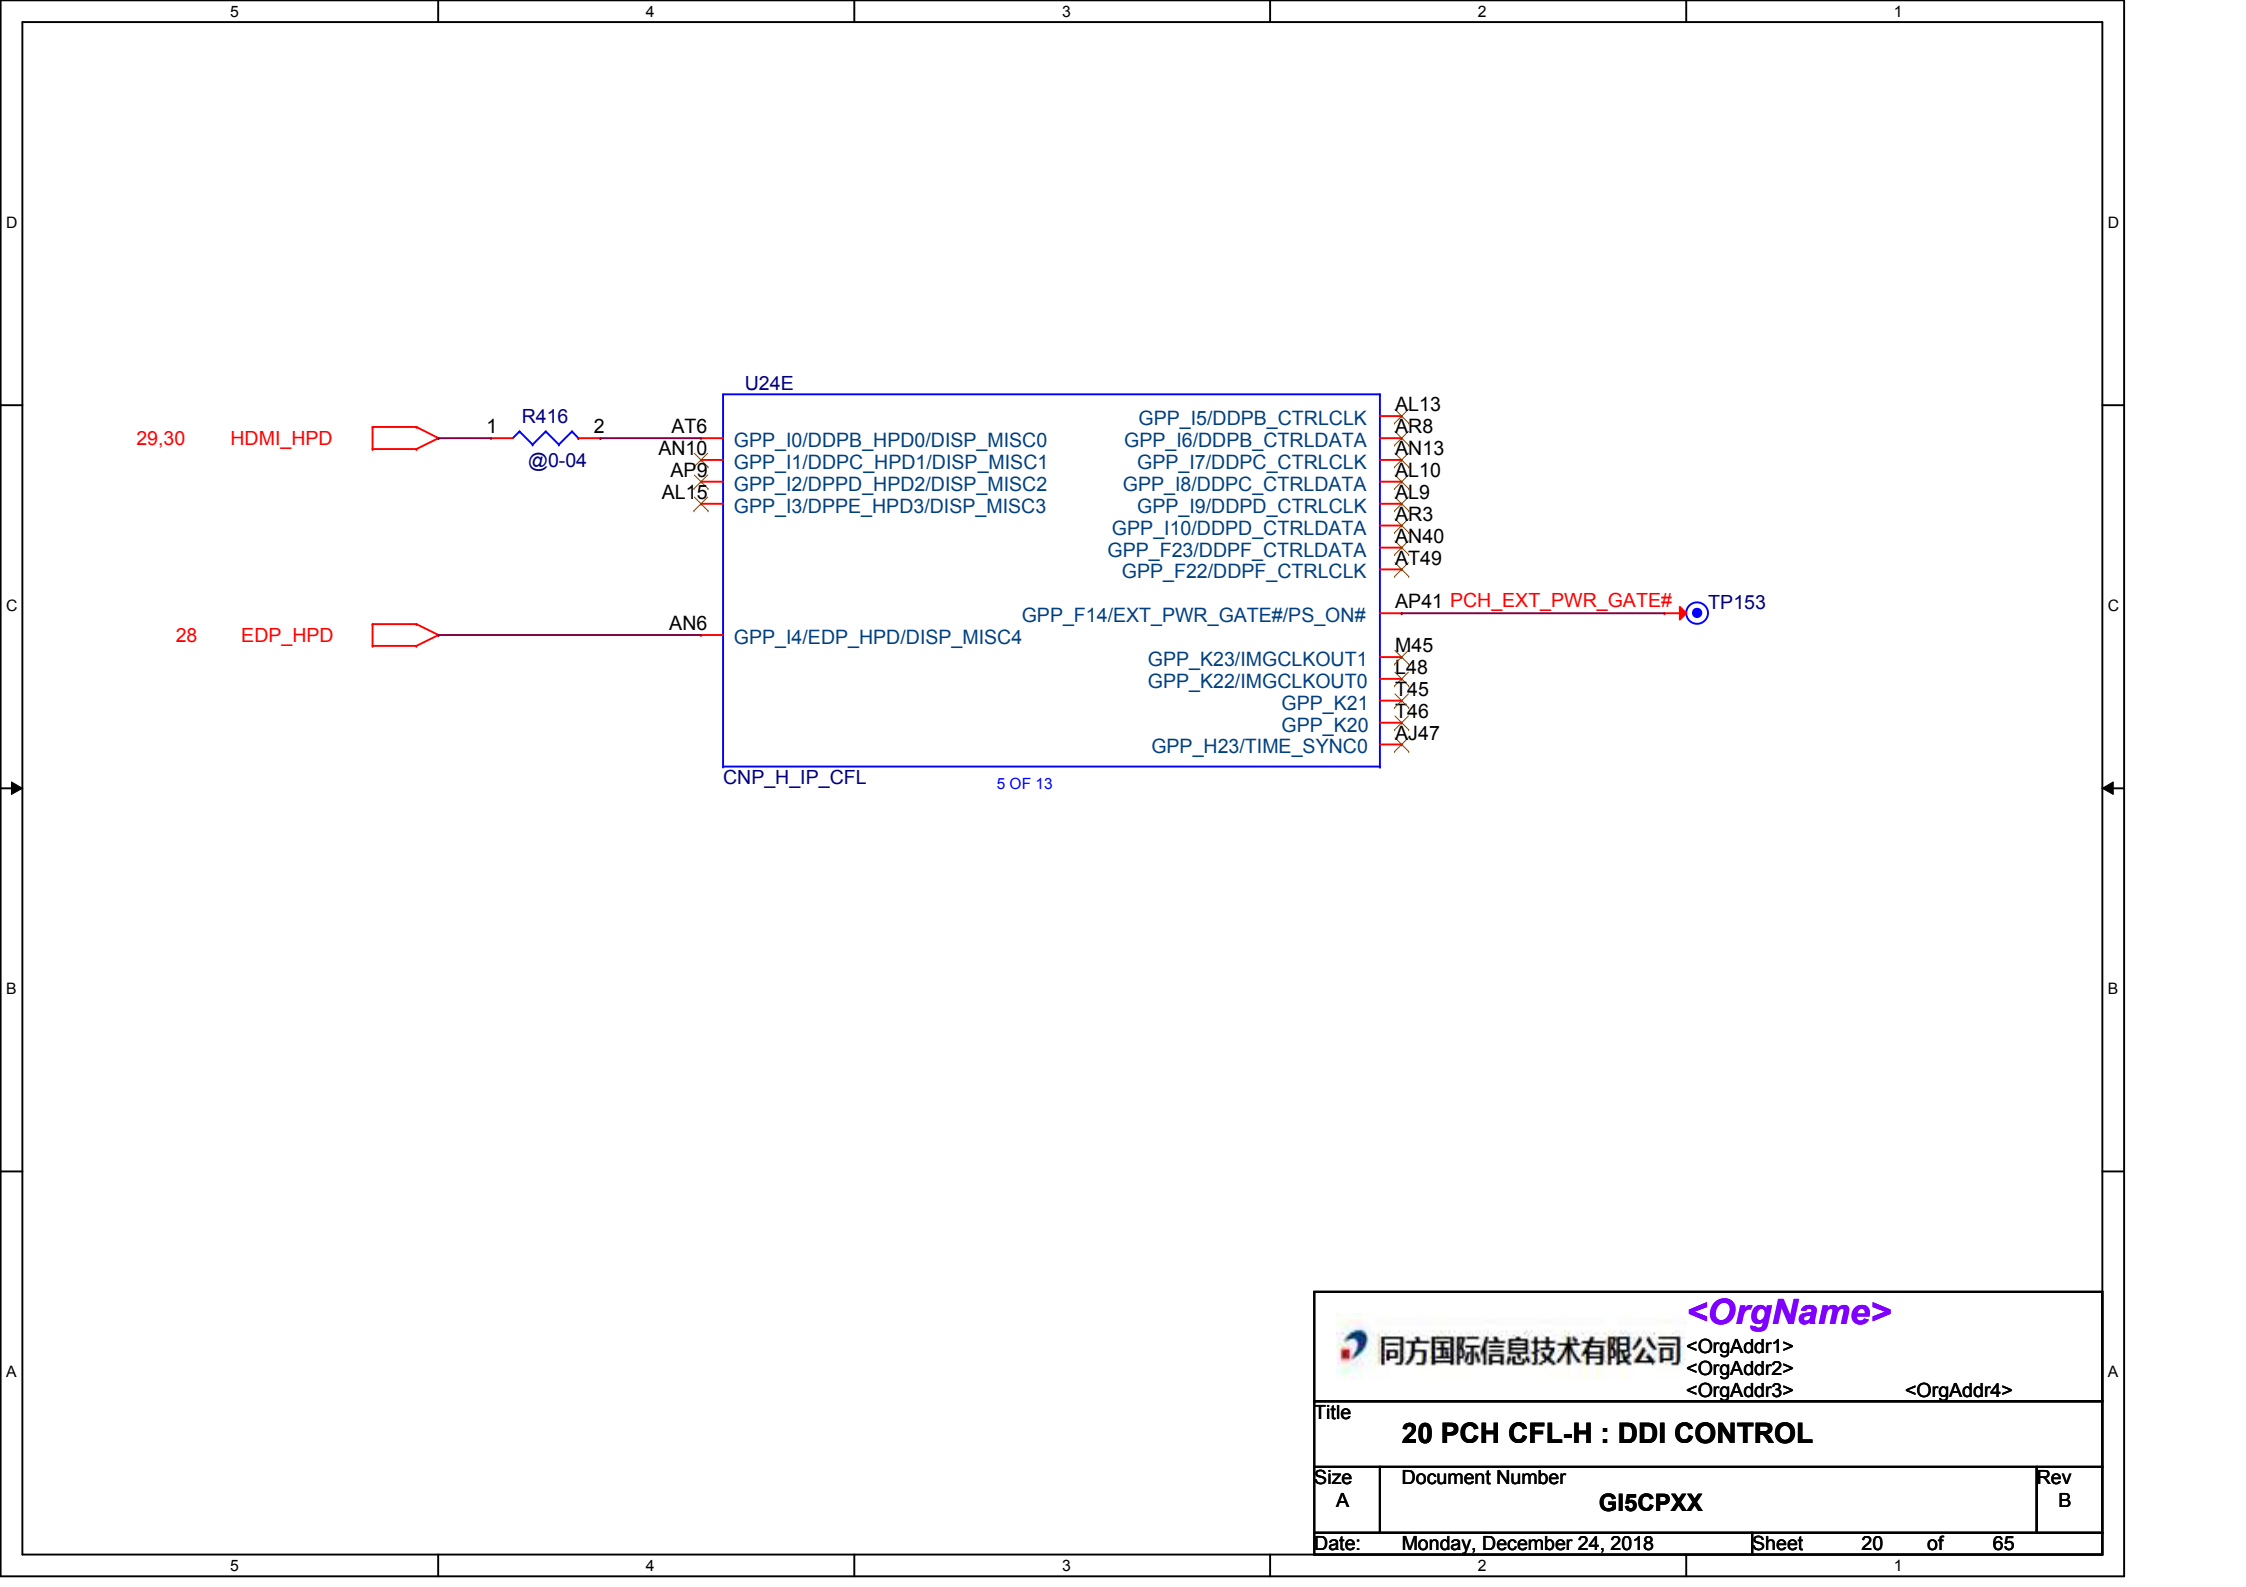 5 4 3 2 1
D D
U24E
29,30 HDMI_HPD 1 R416 2 AT6 GPP_I0/DDPB_HPD0/DISP_MISC0
@0-04
AN10 GPP_I1/DDPC_HPD1/DISP_MISC1
AP9 GPP_I2/DPPD_HPD2/DISP_MISC2
AL15 GPP_I3/DPPE_HPD3/DISP_MISC3
28 EDP_HPD AN6 GPP_I4/EDP_HPD/DISP_MISC4
GPP_I5/DDPB_CTRLCLK AL13
GPP_I6/DDPB_CTRLDATA AR8
GPP_I7/DDPC_CTRLCLK AN13
GPP_I8/DDPC_CTRLDATA AL10
GPP_I9/DDPD_CTRLCLK AL9
GPP_I10/DDPD_CTRLDATA AR3
GPP_F23/DDPF_CTRLDATA AN40
GPP_F22/DDPF_CTRLCLK AT49
GPP_F14/EXT_PWR_GATE#/PS_ON# AP41 PCH_EXT_PWR_GATE# TP153
GPP_K23/IMGCLKOUT1 M45
GPP_K22/IMGCLKOUT0 L48
GPP_K21 T45
GPP_K20 T46
GPP_H23/TIME_SYNC0 AJ47
CNP_H_IP_CFL 5 OF 13
C C
B B
A A
同方国际信息技术有限公司
<OrgName>
<OrgAddr1>
<OrgAddr2>
<OrgAddr3> <OrgAddr4>
Title
20 PCH CFL-H : DDI CONTROL
Size Document Number Rev
A GI5CPXX B
Date: Monday, December 24, 2018 Sheet 20 of 65
5 4 3 2 1